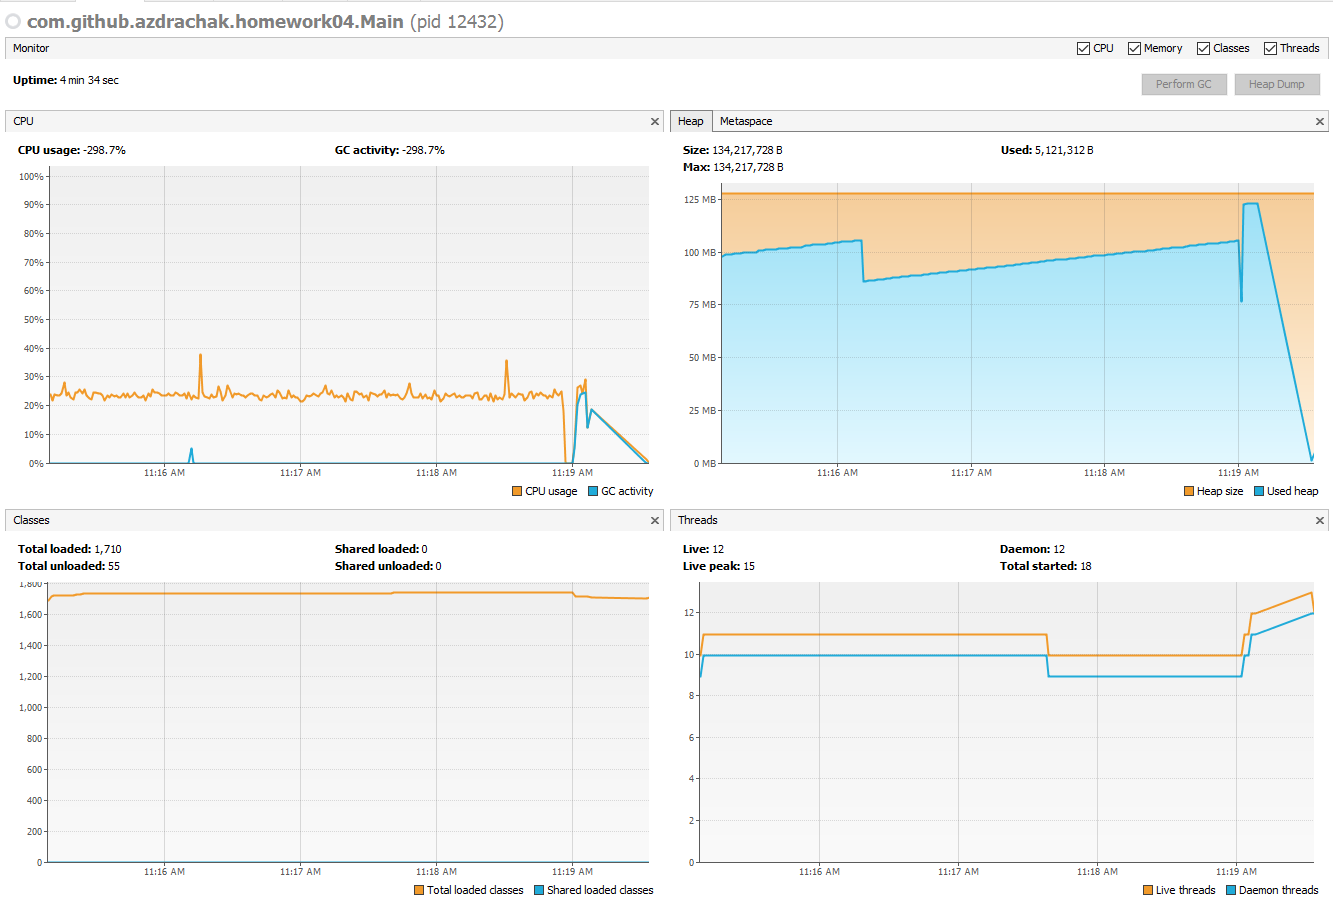 com.github.azdrachak.homework04.Main (pid 12432)
Monitor
CPU Memory Classes Threads
Uptime: 4 min 34 sec
Perform GC Heap Dump
CPU
CPU usage: -298.7% GC activity: -298.7%
100%
90%
80%
70%
60%
50%
40%
30%
20%
10%
0%
11:16 AM 11:17 AM 11:18 AM 11:19 AM
CPU usage GC activity
Heap Metaspace
Size: 134,217,728 B Used: 5,121,312 B
Max: 134,217,728 B
125 MB
100 MB
75 MB
50 MB
25 MB
0 MB
11:16 AM 11:17 AM 11:18 AM 11:19 AM
Heap size Used heap
Classes
Total loaded: 1,710 Shared loaded: 0
Total unloaded: 55 Shared unloaded: 0
1,800
1,600
1,400
1,200
1,000
800
600
400
200
0
11:16 AM 11:17 AM 11:18 AM 11:19 AM
Total loaded classes Shared loaded classes
Threads
Live: 12 Daemon: 12
Live peak: 15 Total started: 18
12
10
8
6
4
2
0
11:16 AM 11:17 AM 11:18 AM 11:19 AM
Live threads Daemon threads